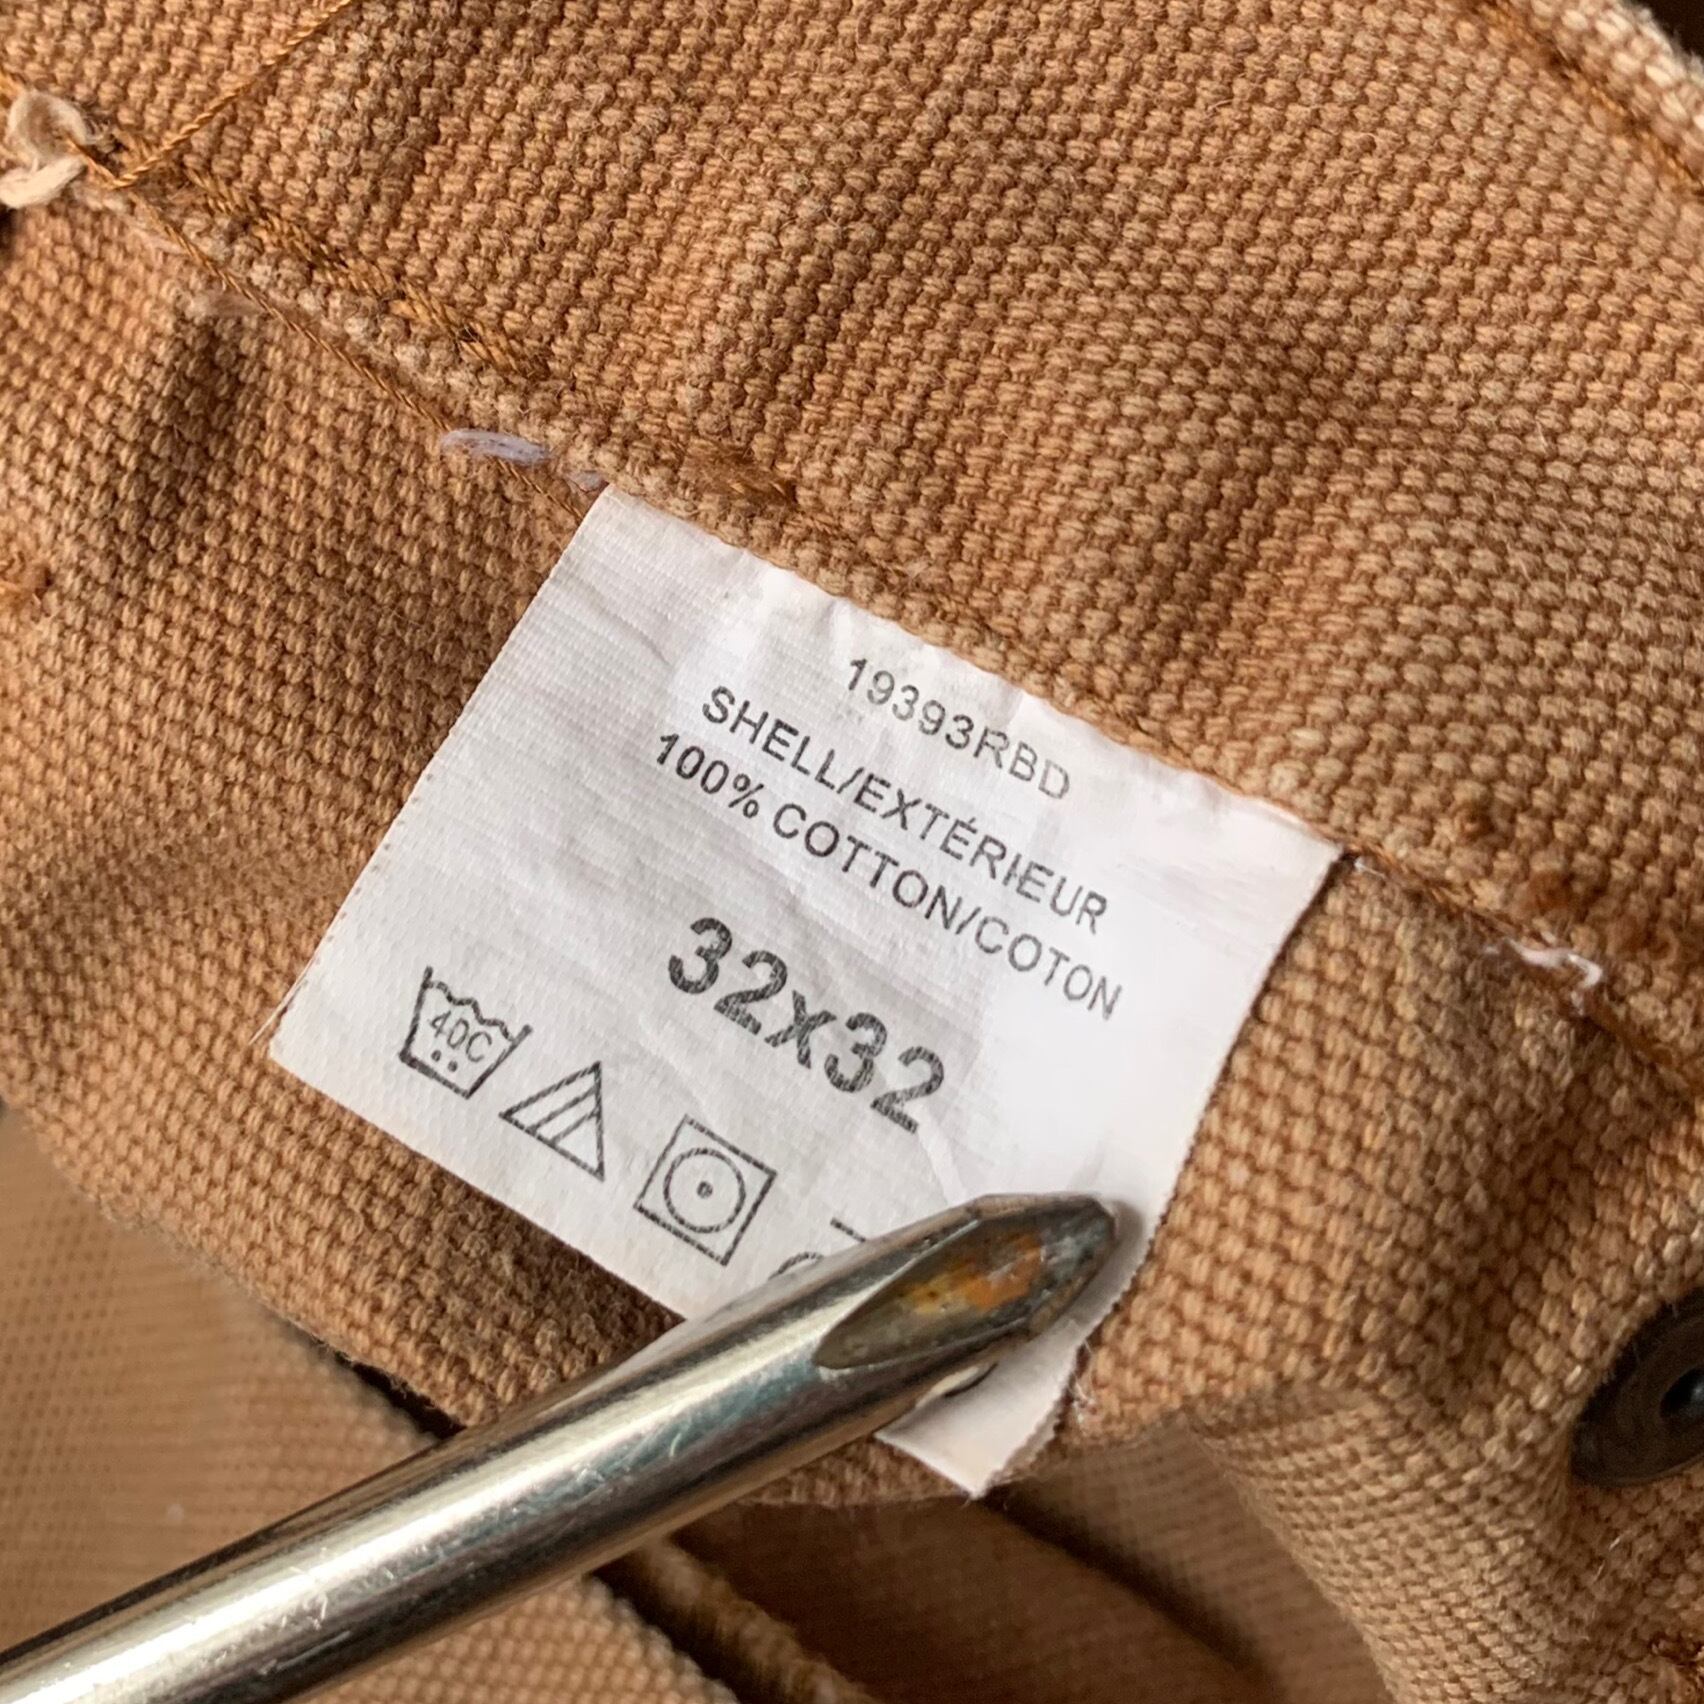 19393RBD
SHELL/EXTÉRIEUR
100% COTTON/COTON
32x32
40C